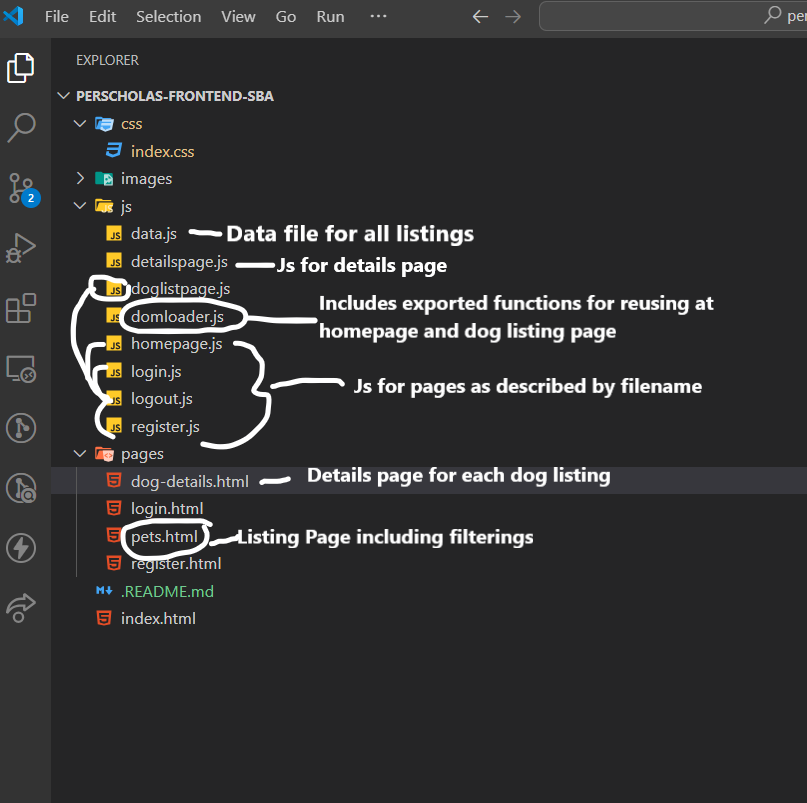 File Edit Selection View Go Run ···
per
EXPLORER
PERSCHOLAS-FRONTEND-SBA
css
index.css
images
2
js
JS data.js
Data file for all listings
JS detailspage.js
Js for details page
JS doglistpage.js
JS domloader.js
Includes exported functions for reusing at
homepage and dog listing page
JS homepage.js
JS login.js
Js for pages as described by filename
JS logout.js
JS register.js
pages
dog-details.html
Details page for each dog listing
login.html
pets.html
Listing Page including filterings
register.html
.README.md
index.html